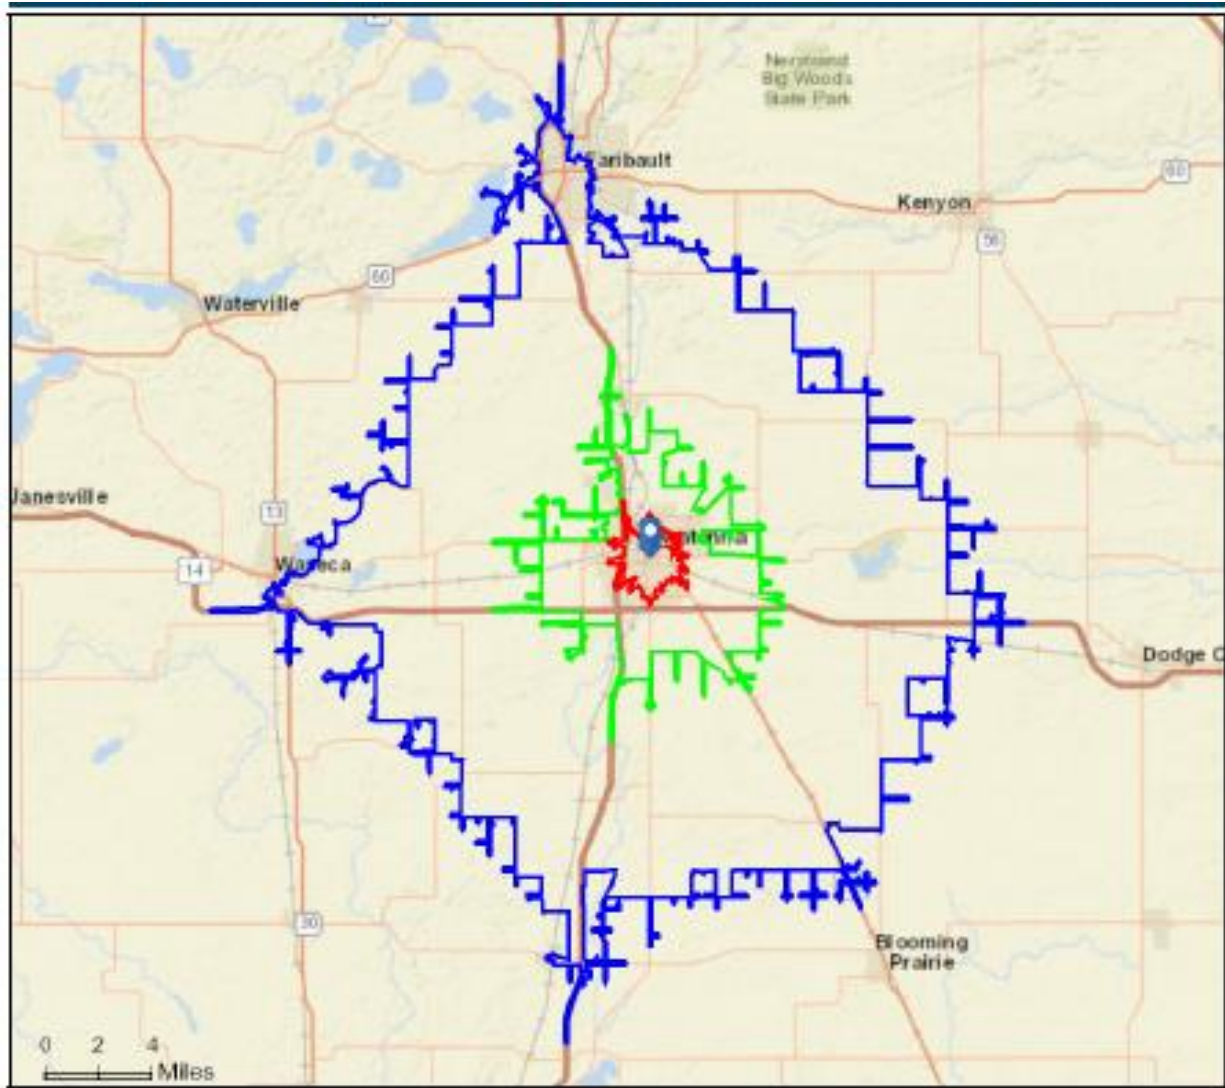 Nerstrand
Big Woods
State Park
Faribault
60
Kenyon
56
60
Waterville
Janesville
13
Waseca
14
Dodge C
30
Blooming
Prairie
0 2 4
Miles